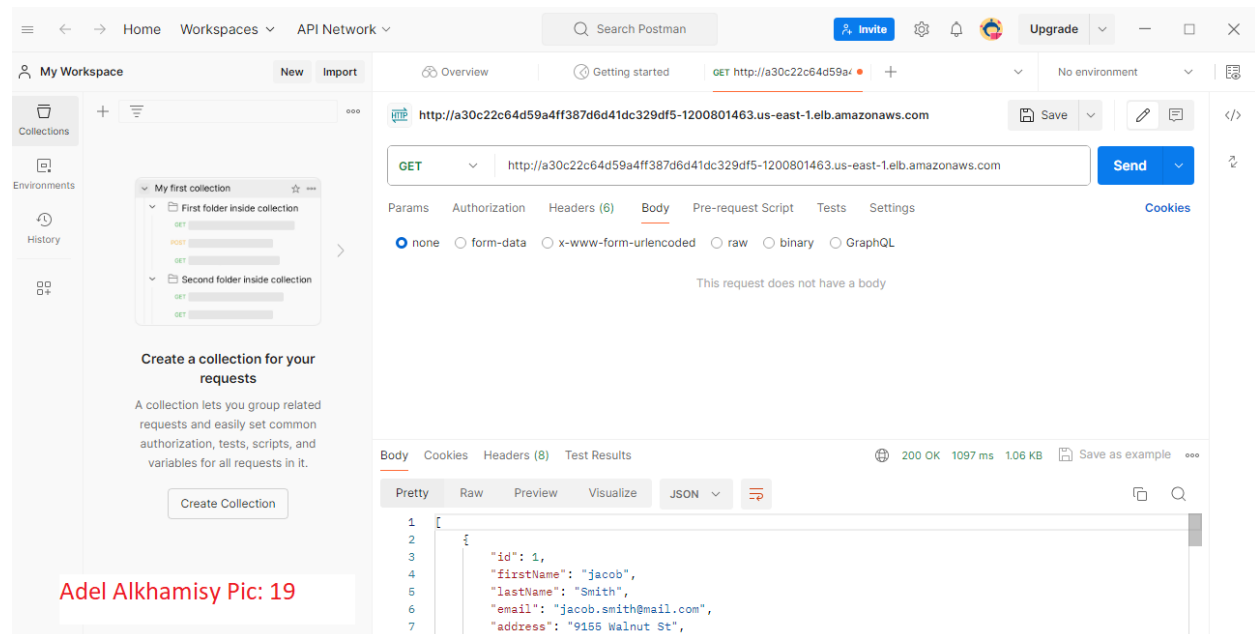 Home Workspaces API Network Search Postman Invite Upgrade
My Workspace New Import Overview Getting started GET http://a30c22c64d59a4 No environment
Collections
Environments
History
My first collection
First folder inside collection
GET
POST
GET
Second folder inside collection
GET
GET
Create a collection for your
requests
A collection lets you group related
requests and easily set common
authorization, tests, scripts, and
variables for all requests in it.
Create Collection
Adel Alkhamisy Pic: 19
HTTP http://a30c22c64d59a4ff387d6d41dc329df5-1200801463.us-east-1.elb.amazonaws.com Save
GET http://a30c22c64d59a4ff387d6d41dc329df5-1200801463.us-east-1.elb.amazonaws.com Send
Params Authorization Headers (6) Body Pre-request Script Tests Settings Cookies
none form-data x-www-form-urlencoded raw binary GraphQL
This request does not have a body
Body Cookies Headers (8) Test Results 200 OK 1097 ms 1.06 KB Save as example
Pretty Raw Preview Visualize JSON
1 [
2 {
3 "id": 1,
4 "firstName": "jacob",
5 "lastName": "Smith",
6 "email": "jacob.smith@mail.com",
7 "address": "9155 Walnut St",